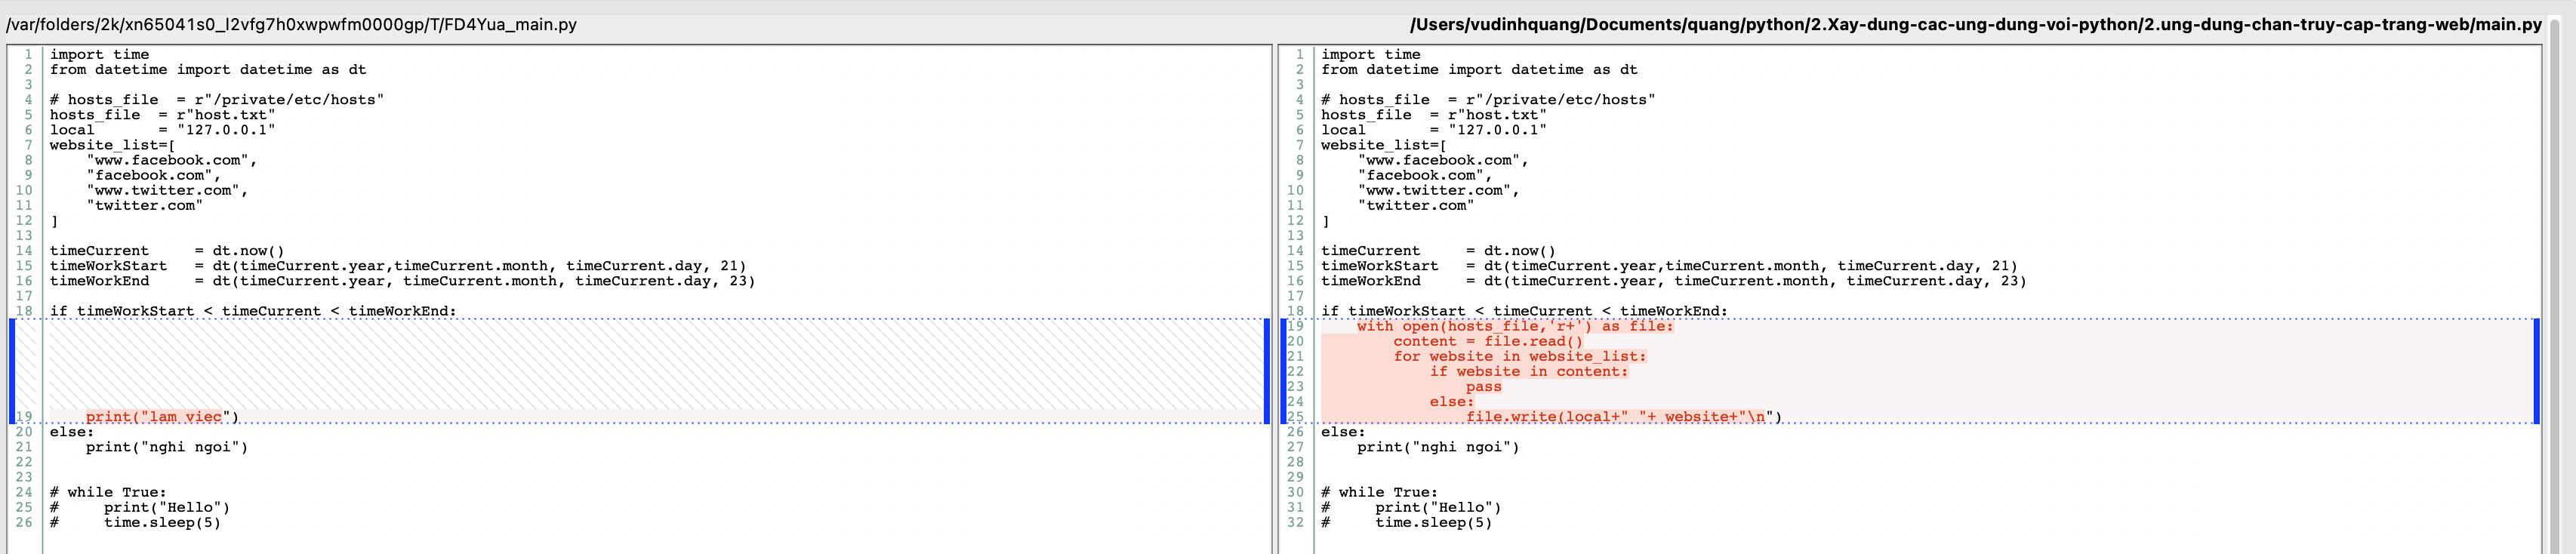 /var/folders/2k/xn65041s0_l2vfg7h0xwpwfm0000gp/T/FD4Yua_main.py
1 import time
2 from datetime import datetime as dt
3
4 # hosts_file  = r"/private/etc/hosts"
5 hosts_file  = r"host.txt"
6 local       = "127.0.0.1"
7 website_list=[
8     "www.facebook.com",
9     "facebook.com",
10     "www.twitter.com",
11     "twitter.com"
12 ]
13
14 timeCurrent     = dt.now()
15 timeWorkStart   = dt(timeCurrent.year,timeCurrent.month, timeCurrent.day, 21)
16 timeWorkEnd     = dt(timeCurrent.year, timeCurrent.month, timeCurrent.day, 23)
17
18 if timeWorkStart < timeCurrent < timeWorkEnd:
19     print("lam viec")
20 else:
21     print("nghi ngoi")
22
23
24 # while True:
25 #     print("Hello")
26 #     time.sleep(5)
/Users/vudinhquang/Documents/quang/python/2.Xay-dung-cac-ung-dung-voi-python/2.ung-dung-chan-truy-cap-trang-web/main.py
1 import time
2 from datetime import datetime as dt
3
4 # hosts_file  = r"/private/etc/hosts"
5 hosts_file  = r"host.txt"
6 local       = "127.0.0.1"
7 website_list=[
8     "www.facebook.com",
9     "facebook.com",
10     "www.twitter.com",
11     "twitter.com"
12 ]
13
14 timeCurrent     = dt.now()
15 timeWorkStart   = dt(timeCurrent.year,timeCurrent.month, timeCurrent.day, 21)
16 timeWorkEnd     = dt(timeCurrent.year, timeCurrent.month, timeCurrent.day, 23)
17
18 if timeWorkStart < timeCurrent < timeWorkEnd:
19     with open(hosts_file,'r+') as file:
20         content = file.read()
21         for website in website_list:
22             if website in content:
23                 pass
24             else:
25                 file.write(local+" "+ website+"\n")
26 else:
27     print("nghi ngoi")
28
29
30 # while True:
31 #     print("Hello")
32 #     time.sleep(5)